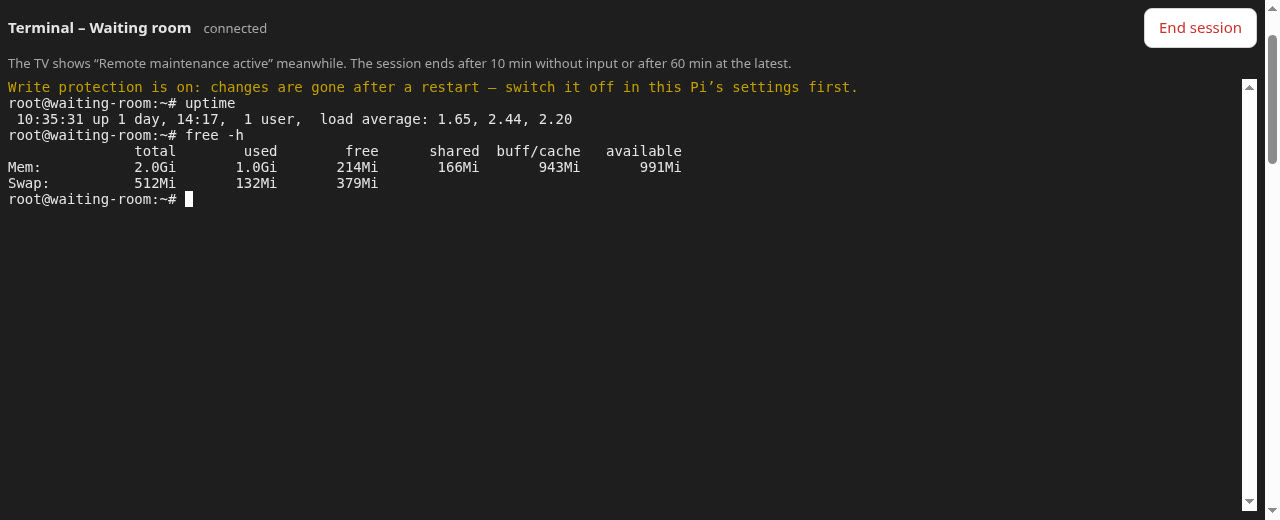 Terminal – Waiting room connected
End session
The TV shows “Remote maintenance active” meanwhile. The session ends after 10 min without input or after 60 min at the latest.
Write protection is on: changes are gone after a restart — switch it off in this Pi’s settings first.
root@waiting-room:~# uptime
 10:35:31 up 1 day, 14:17,  1 user,  load average: 1.65, 2.44, 2.20
root@waiting-room:~# free -h
               total        used        free      shared  buff/cache   available
Mem:           2.0Gi       1.0Gi       214Mi       166Mi       943Mi       991Mi
Swap:          512Mi       132Mi       379Mi
root@waiting-room:~#